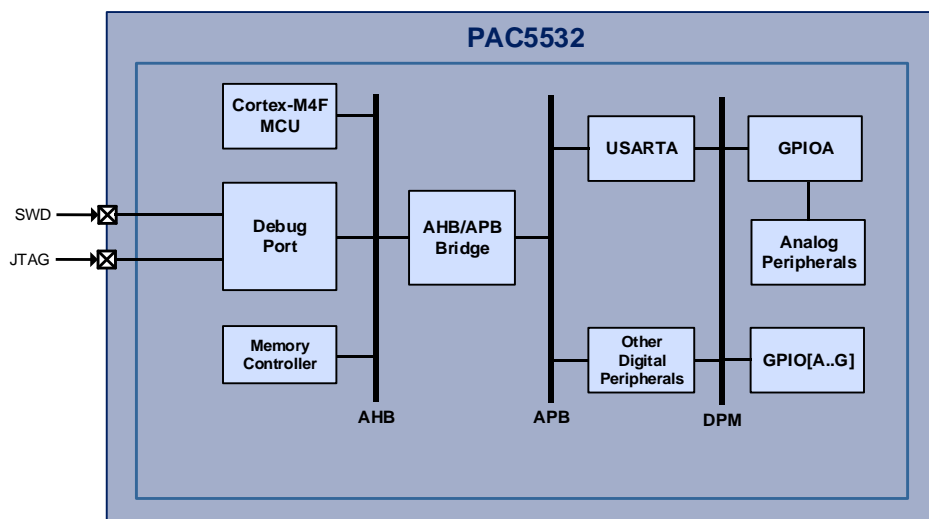 PAC5532
Cortex-M4F
MCU
USARTA
GPIOA
SWD
JTAG
Debug
Port
AHB/APB
Bridge
Analog
Peripherals
Memory
Controller
Other
Digital
Peripherals
GPIO[A..G]
AHB
APB
DPM